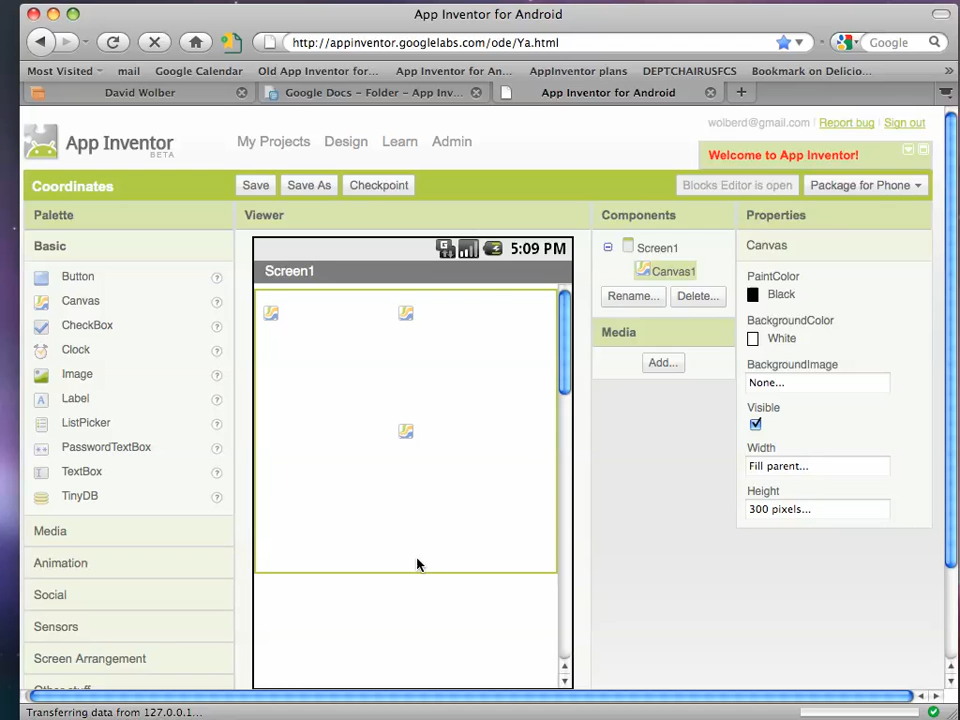 App Inventor for Android
http://appinventor.googlelabs.com/ode/Ya.html
Google
Most Visited
mail
Google Calendar
Old App Inventor for...
App Inventor for An...
AppInventor plans
DEPTCHAIRUSFCS
Bookmark on Delicio...
»
David Wolber
Google Docs - Folder - App Inv...
App Inventor for Android
wolberd@gmail.com
Report bug
Sign out
App Inventor
BETA
My Projects
Design
Learn
Admin
Welcome to App Inventor!
Coordinates
Save
Save As
Checkpoint
Blocks Editor is open
Package for Phone
Palette
Basic
Button ?
Canvas ?
CheckBox ?
Clock ?
Image ?
Label ?
ListPicker ?
PasswordTextBox ?
TextBox ?
TinyDB ?
Media
Animation
Social
Sensors
Screen Arrangement
Other stuff
Viewer
5:09 PM
Screen1
Components
Screen1
Canvas1
Rename...
Delete...
Media
Add...
Properties
Canvas
PaintColor
Black
BackgroundColor
White
BackgroundImage
None...
Visible
Width
Fill parent...
Height
300 pixels...
Transferring data from 127.0.0.1...